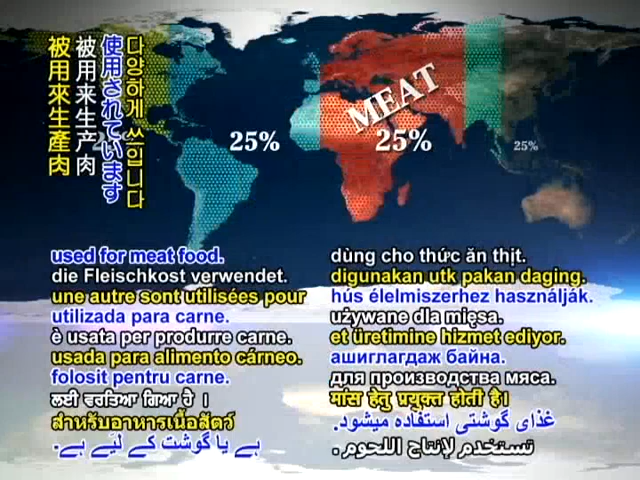 被用來生產肉
被用来生产肉
使用されています
다양하게 쓰입니다
MEAT
25%
25%
25%
used for meat food.
die Fleischkost verwendet.
une autre sont utilisées pour
utilizada para carne.
è usata per produrre carne.
usada para alimento cárneo.
folosit pentru carne.
ਲਈ ਵਰਤਿਆ ਗਿਆ ਹੈ ।
สำหรับอาหารเนื้อสัตว์
ہے یا گوشت کے لئے ہے۔
dùng cho thức ăn thịt.
digunakan utk pakan daging.
hús élelmiszerhez használják.
używane dla mięsa.
et üretimine hizmet ediyor.
ашиглагдаж байна.
для производства мяса.
मांस हेतु प्रयुक्त होती है।
غذای گوشتی استفاده میشود.
تستخدم لإنتاج اللحوم.